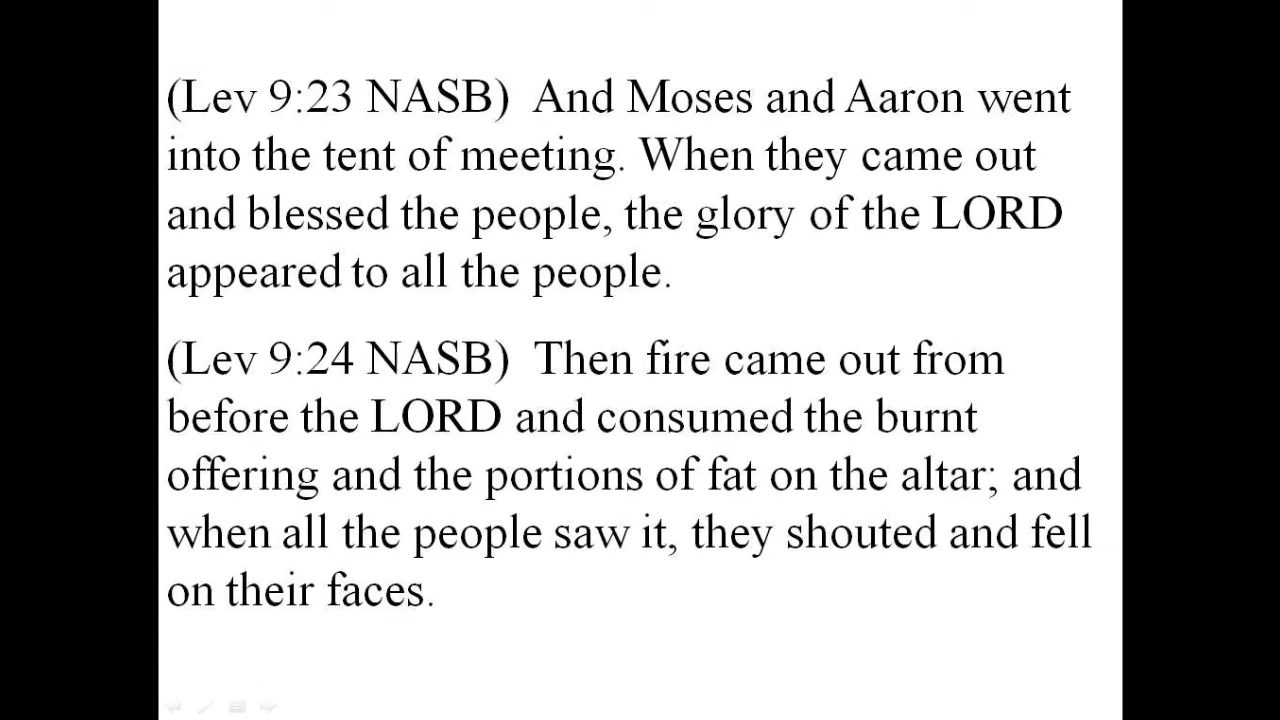 (Lev 9:23 NASB)  And Moses and Aaron went
into the tent of meeting. When they came out
and blessed the people, the glory of the LORD
appeared to all the people.
(Lev 9:24 NASB)  Then fire came out from
before the LORD and consumed the burnt
offering and the portions of fat on the altar; and
when all the people saw it, they shouted and fell
on their faces.